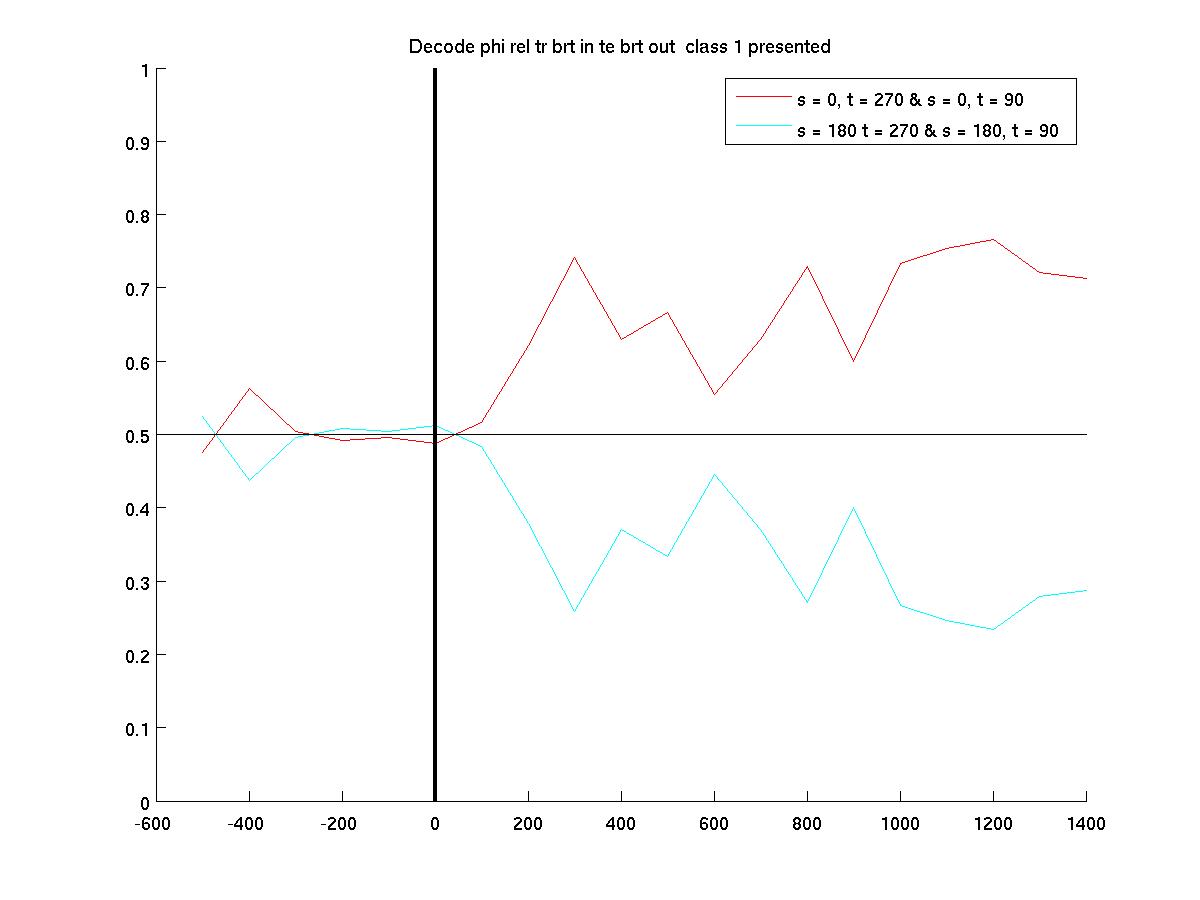 Decode phi rel tr brt in te brt out  class 1 presented
s = 0, t = 270 & s = 0, t = 90
s = 180 t = 270 & s = 180, t = 90
1
0.9
0.8
0.7
0.6
0.5
0.4
0.3
0.2
0.1
0
-600 -400 -200 0 200 400 600 800 1000 1200 1400